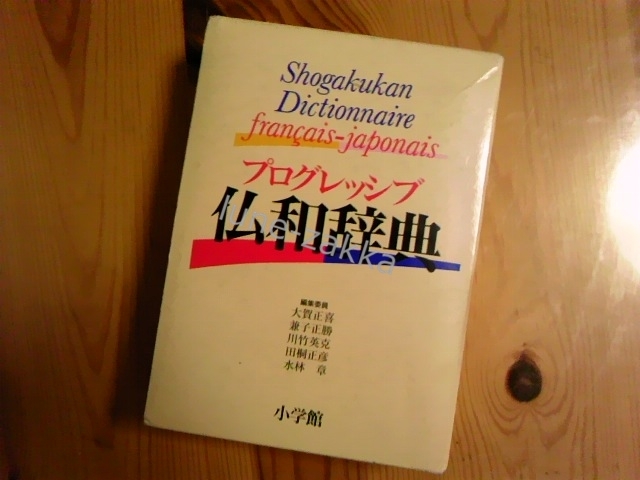 Shogakukan
Dictionnaire
français-japonais
プログレッシブ
仏和辞典
luna-zakka
編集委員
大賀正喜
兼子正勝
川竹英克
田桐正彦
水林 章
小学館